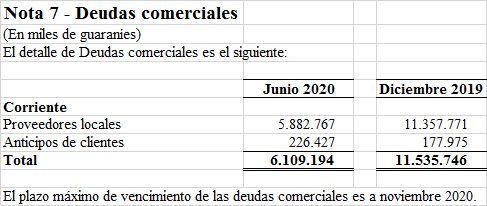 Nota 7 - Deudas comerciales
(En miles de guaranies)
El detalle de Deudas comerciales es el siguiente:
Junio 2020 Diciembre 2019
Corriente
Proveedores locales 5.882.767 11.357.771
Anticipos de clientes 226.427 177.975
Total 6.109.194 11.535.746
El plazo máximo de vencimiento de las deudas comerciales es a noviembre 2020.